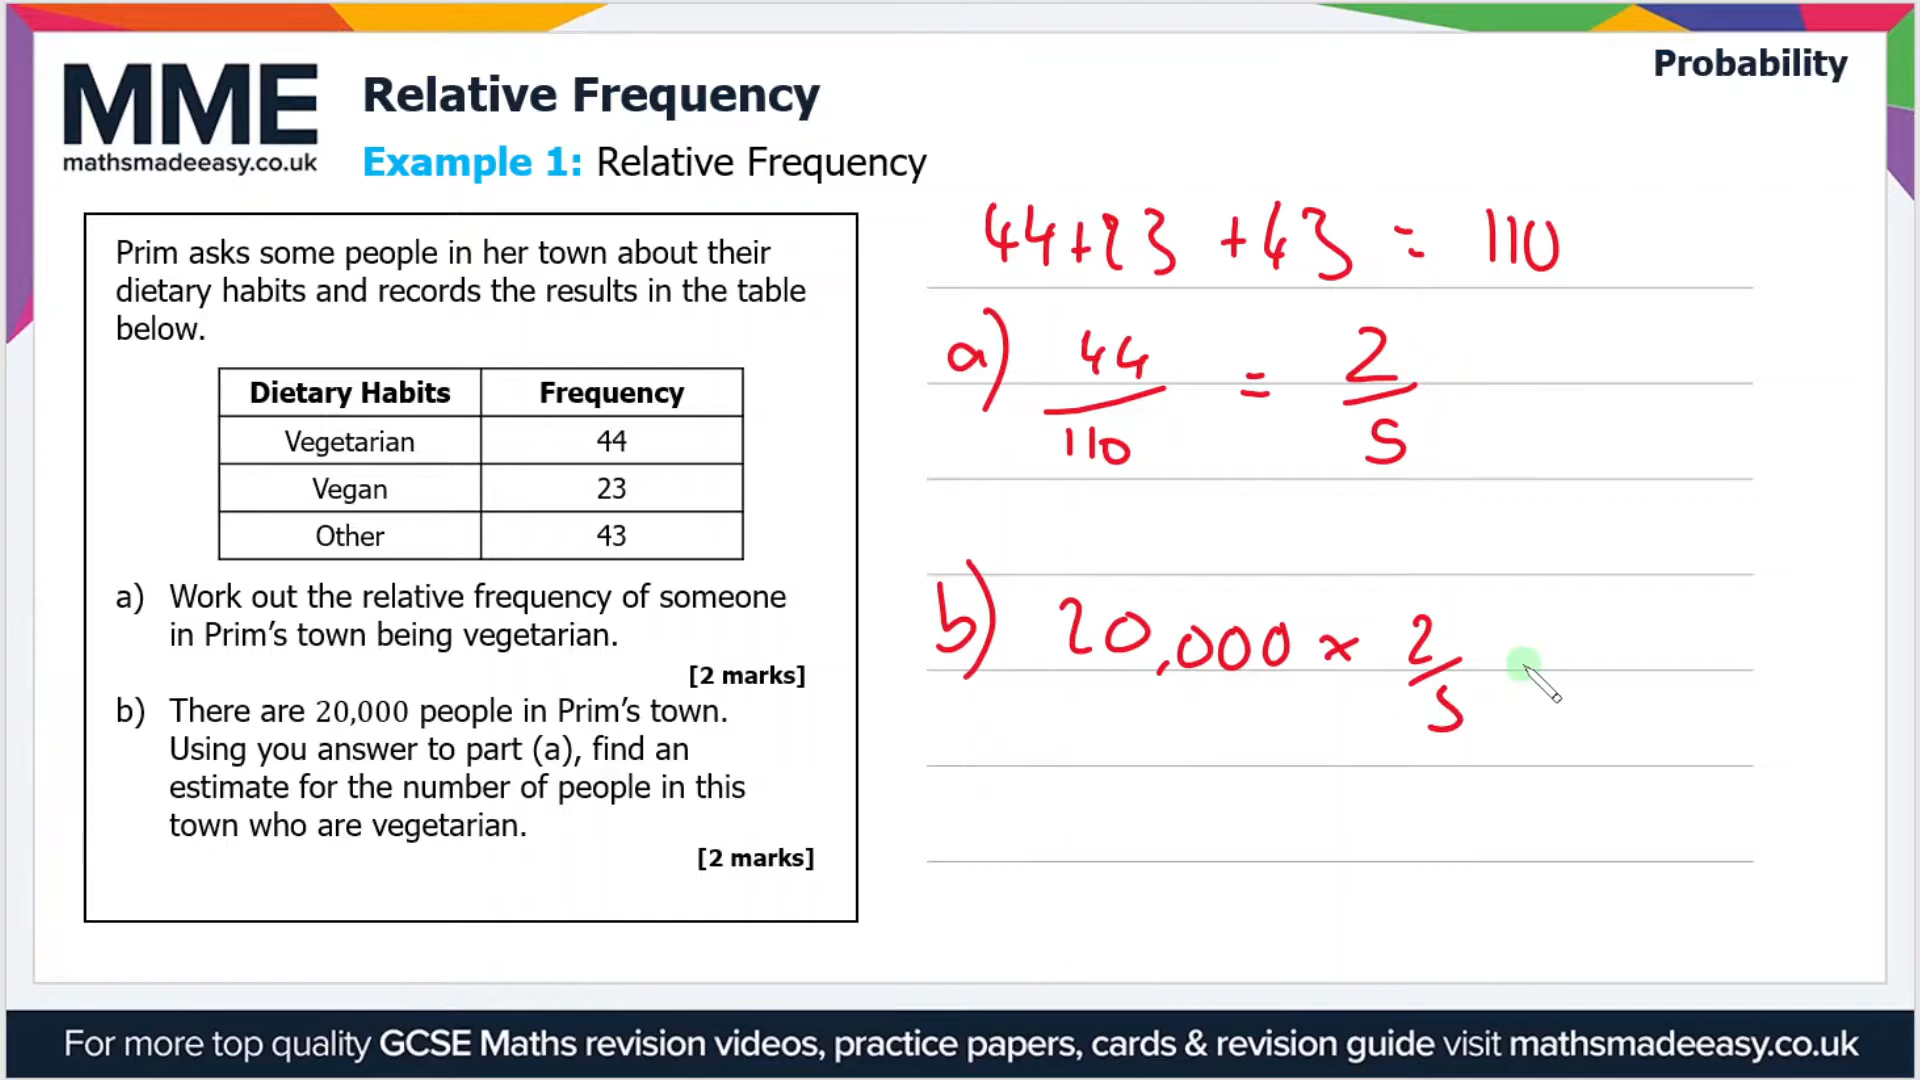 Probability
MME
mathsmadeeasy.co.uk
Relative Frequency
Example 1: Relative Frequency
Prim asks some people in her town about their
dietary habits and records the results in the table
below.
Dietary Habits Frequency
Vegetarian 44
Vegan 23
Other 43
a) Work out the relative frequency of someone
in Prim’s town being vegetarian.
[2 marks]
b) There are 20,000 people in Prim’s town.
Using you answer to part (a), find an
estimate for the number of people in this
town who are vegetarian.
[2 marks]
44+23 +43 = 110
a) 44/110 = 2/5
b) 20,000 × 2/5
For more top quality GCSE Maths revision videos, practice papers, cards & revision guide visit mathsmadeeasy.co.uk